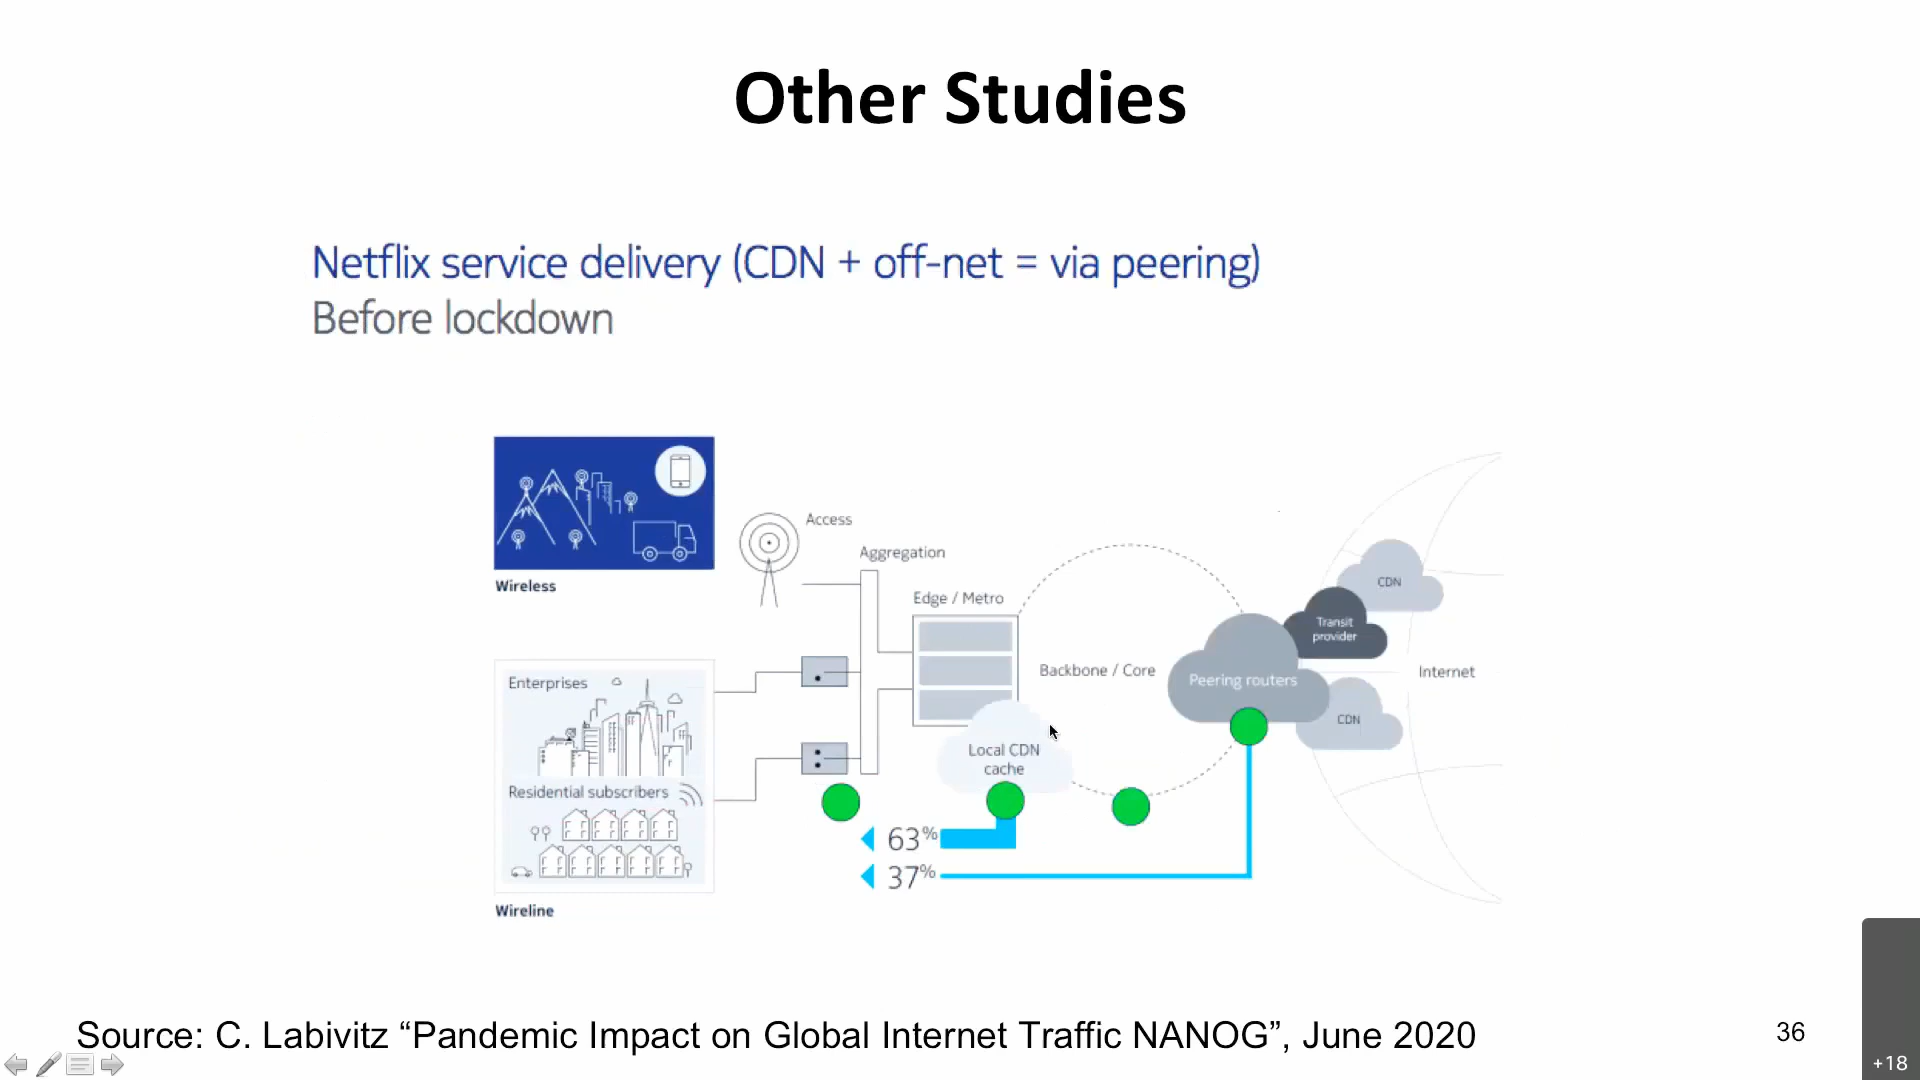 Other Studies
Netflix service delivery (CDN + off-net = via peering)
Before lockdown
Wireless
Access
Aggregation
Edge / Metro
Backbone / Core
Peering routers
Transit
provider
CDN
CDN
Internet
Enterprises
Residential subscribers
Wireline
Local CDN
cache
63%
37%
Source: C. Labivitz “Pandemic Impact on Global Internet Traffic NANOG”, June 2020
36
+18